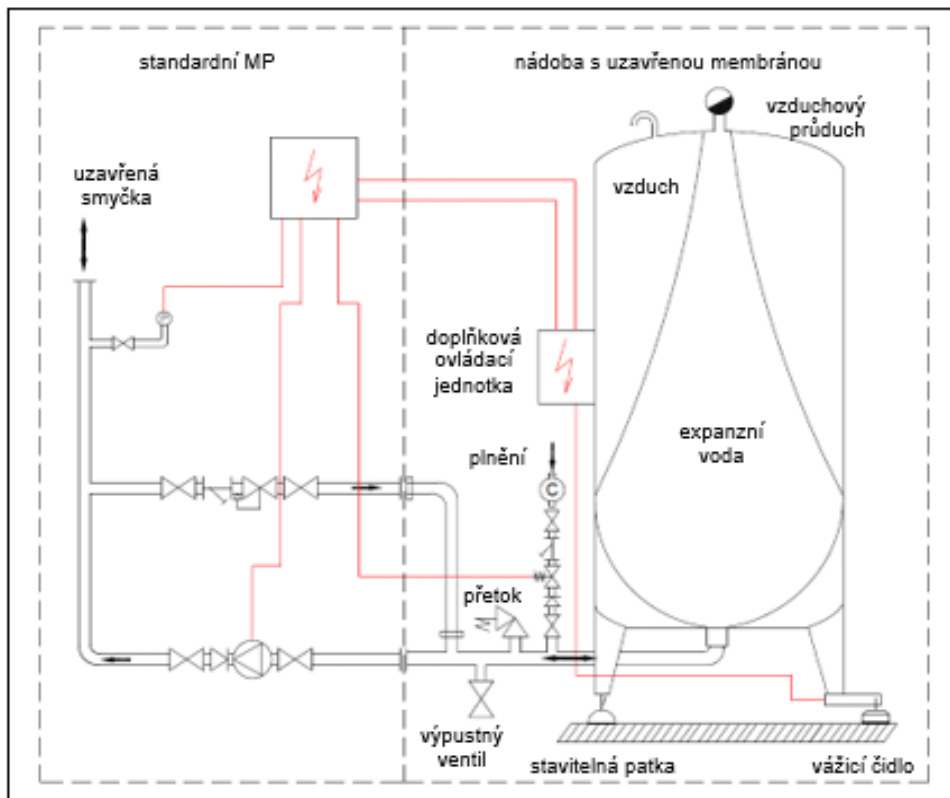 standardní MP
nádoba s uzavřenou membránou
vzduchový
průduch
uzavřená
smyčka
vzduch
doplňková
ovládací
jednotka
expanzní
voda
plnění
C
přetok
výpustný
ventil
stavitelná patka
vážicí čidlo